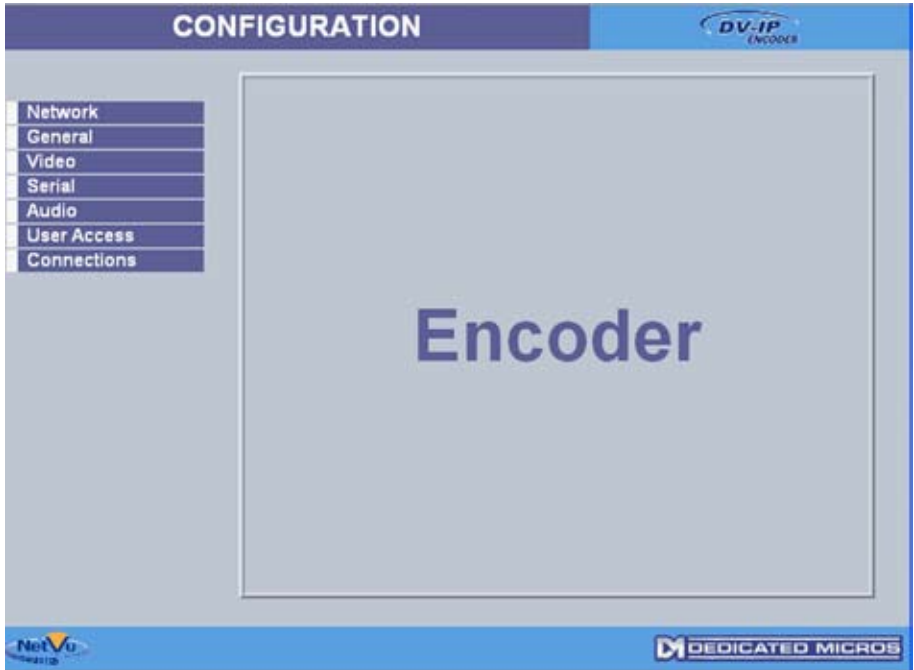 CONFIGURATION
DV-IP
ENCODER
Network
General
Video
Serial
Audio
User Access
Connections
Encoder
NetVu
DEDICATED MICROS